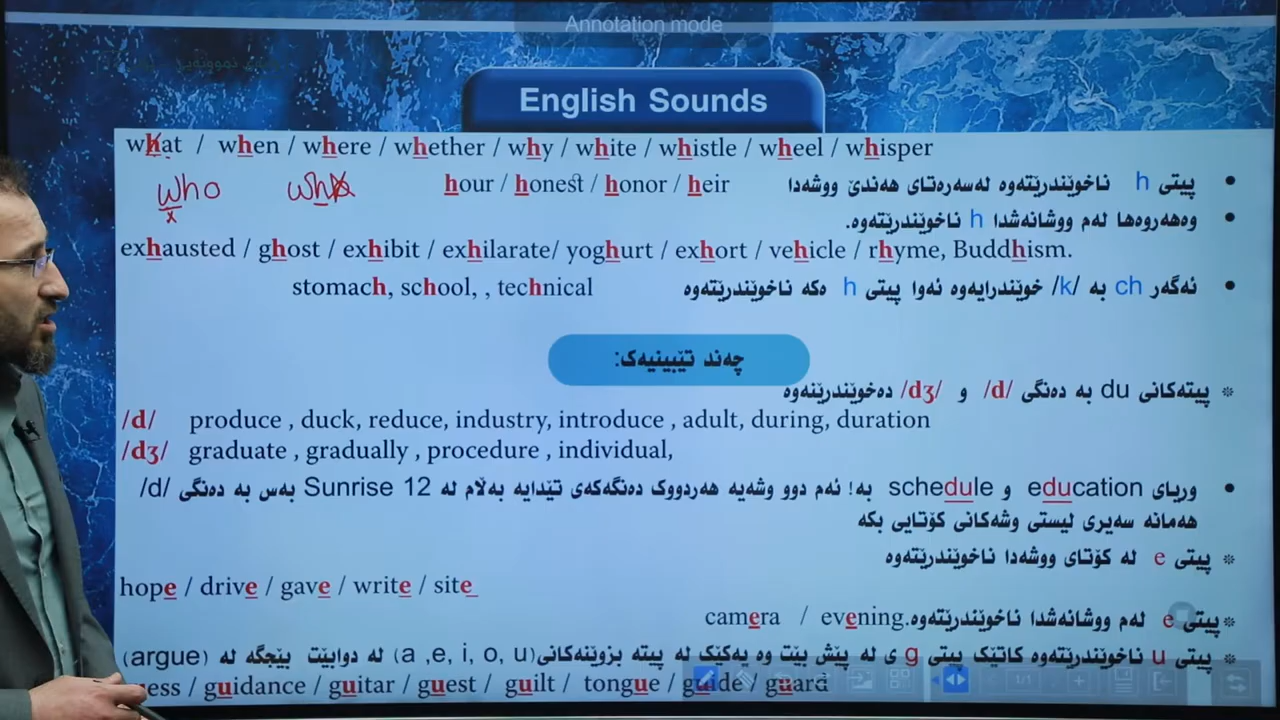 Annotation mode
English Sounds
what / when / where / whether / why / white / whistle / wheel / whisper
who who
hour / honest / honor / heir پیتی h ناخوێندرێتەوە لەسەرەتای هەندێ ووشەدا
وەهەروەها لەم ووشانەشدا h ناخوێندرێتەوە.
exhausted / ghost / exhibit / exhilarate/ yoghurt / exhort / vehicle / rhyme, Buddhism.
stomach, school, , technical ئەگەر ch بە /k/ خوێندرایەوە ئەوا پیتی h ەکە ناخوێندرێتەوە
چەند تێبینیەک:
پیتەکانی du بە دەنگی /d/ و /dʒ/ دەخوێندرێنەوە
/d/ produce , duck, reduce, industry, introduce , adult, during, duration
/dʒ/ graduate , gradually , procedure , individual,
وریای education و schedule بە! ئەم دوو وشەیە هەردووک دەنگەکەی تێدایە بەڵام لە Sunrise 12 بەس بە دەنگی /d/
هەمانە سەیری لیستی وشەکانی کۆتایی بکە
پیتی e لە کۆتای ووشەدا ناخوێندرێتەوە
hope / drive / gave / write / site
پیتی e لەم ووشانەشدا ناخوێندرێتەوە. camera / evening
پیتی u ناخوێندرێتەوە کاتێک پیتی g ی لە پێش بێت وە یەکێک لە پیتە بزوێنەکانی(a ,e, i, o, u) لە دوابێت بێجگە لە (argue)
/ guidance / guitar / guest / guilt / tongue / guide / guard
1/1